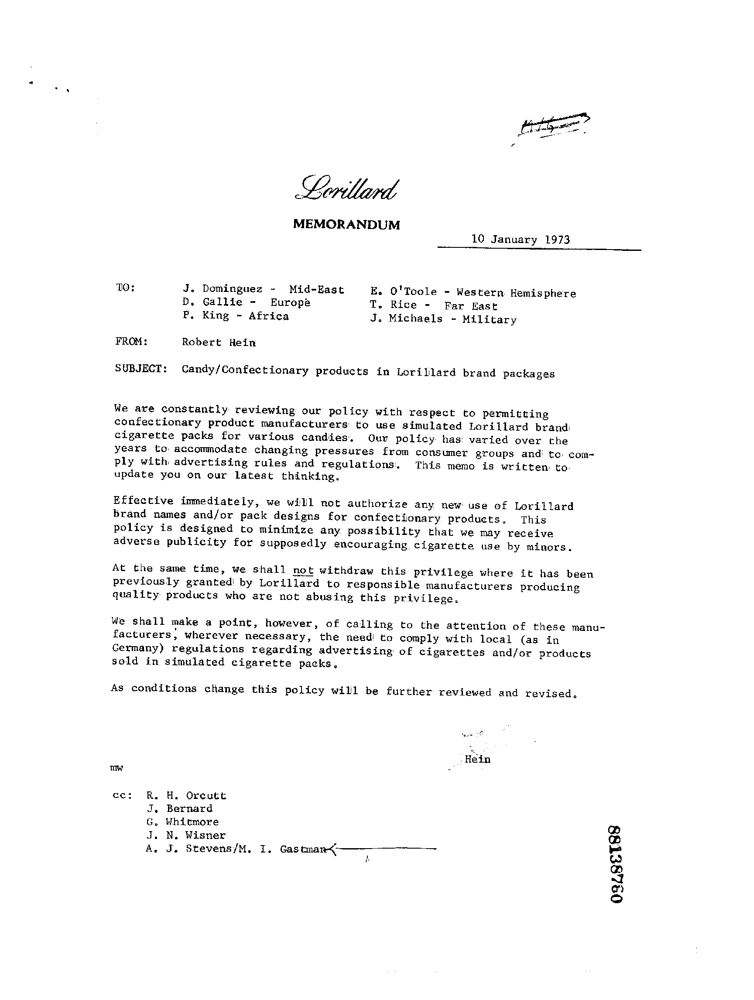 Lorillard
MEMORANDUM
10 January 1973
TO: J. Dominguez - Mid-East E. O'Toole - Western Hemisphere
D. Gallie - Europe T. Rice - Far East
P. King - Africa J. Michaels - Military
FROM: Robert Hein
SUBJECT: Candy/Confectionary products in Lorillard brand packages
We are constantly reviewing our policy with respect to permitting
confectionary product manufacturers to use simulated Lorillard brand
cigarette packs for various candies. Our policy has varied over the
years to accommodate changing pressures from consumer groups and to com-
ply with advertising rules and regulations. This memo is written to
update you on our latest thinking.
Effective immediately, we will not authorize any new use of Lorillard
brand names and/or pack designs for confectionary products. This
policy is designed to minimize any possibility that we may receive
adverse publicity for supposedly encouraging cigarette use by minors.
At the same time, we shall not withdraw this privilege where it has been
previously granted by Lorillard to responsible manufacturers producing
quality products who are not abusing this privilege.
We shall make a point, however, of calling to the attention of these manu-
facturers, wherever necessary, the need to comply with local (as in
Germany) regulations regarding advertising of cigarettes and/or products
sold in simulated cigarette packs.
As conditions change this policy will be further reviewed and revised.
Hein
mw
cc: R. H. Orcutt
J. Bernard
G. Whitmore
J. N. Wisner
A. J. Stevens/M. I. Gastman
88138760